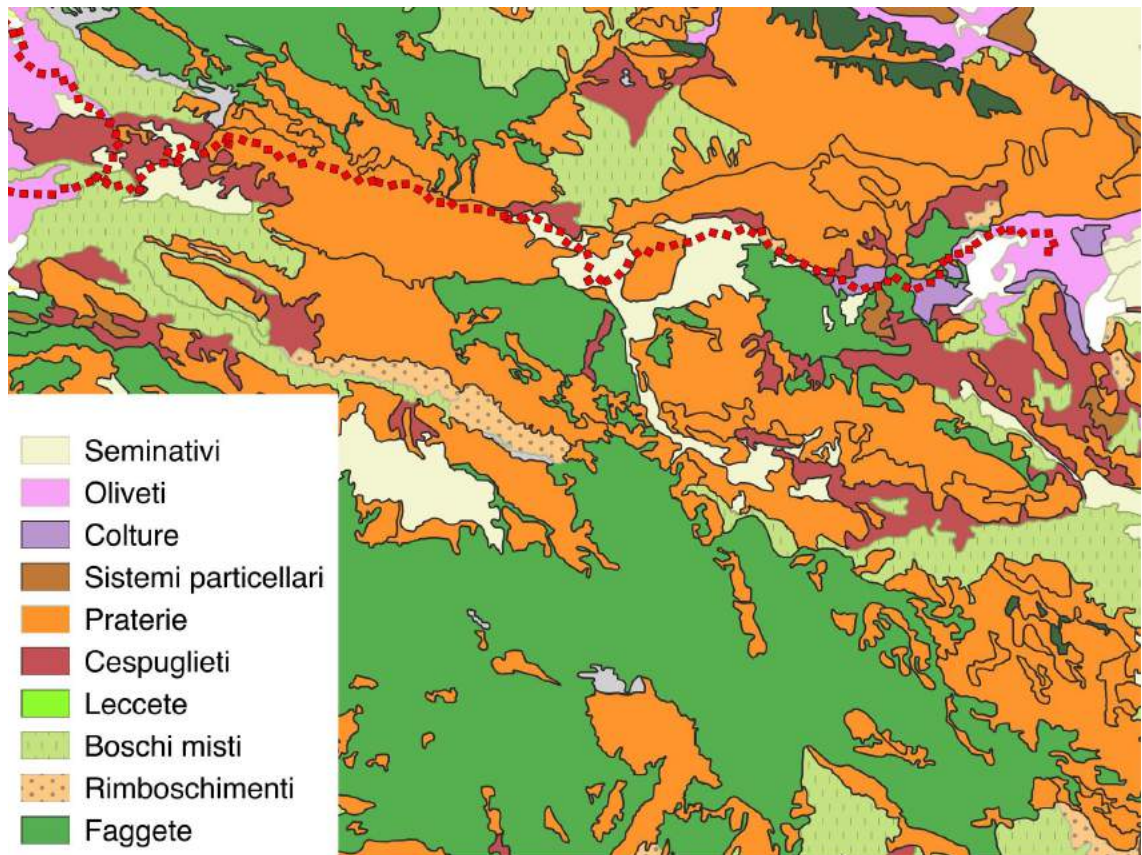 Seminativi
Oliveti
Colture
Sistemi particellari
Praterie
Cespuglieti
Leccete
Boschi misti
Rimboschimenti
Faggete